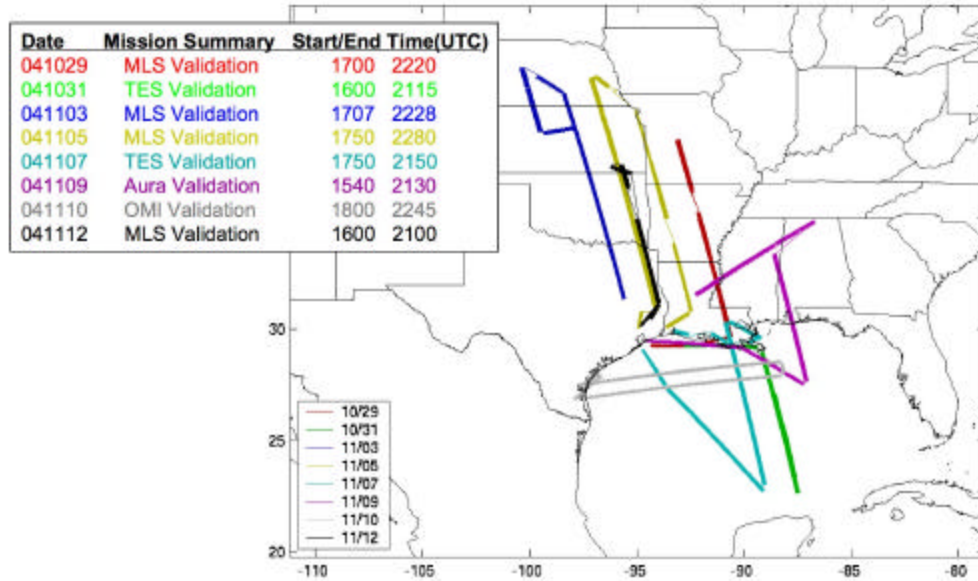 Date Mission Summary Start/End Time(UTC)
041029 MLS Validation 1700 2220
041031 TES Validation 1600 2115
041103 MLS Validation 1707 2228
041105 MLS Validation 1750 2280
041107 TES Validation 1750 2150
041109 Aura Validation 1540 2130
041110 OMI Validation 1800 2245
041112 MLS Validation 1600 2100
30
25
20
10/29
10/31
11/03
11/05
11/07
11/09
11/10
11/12
-110 -105 -100 -95 -90 -85 -80